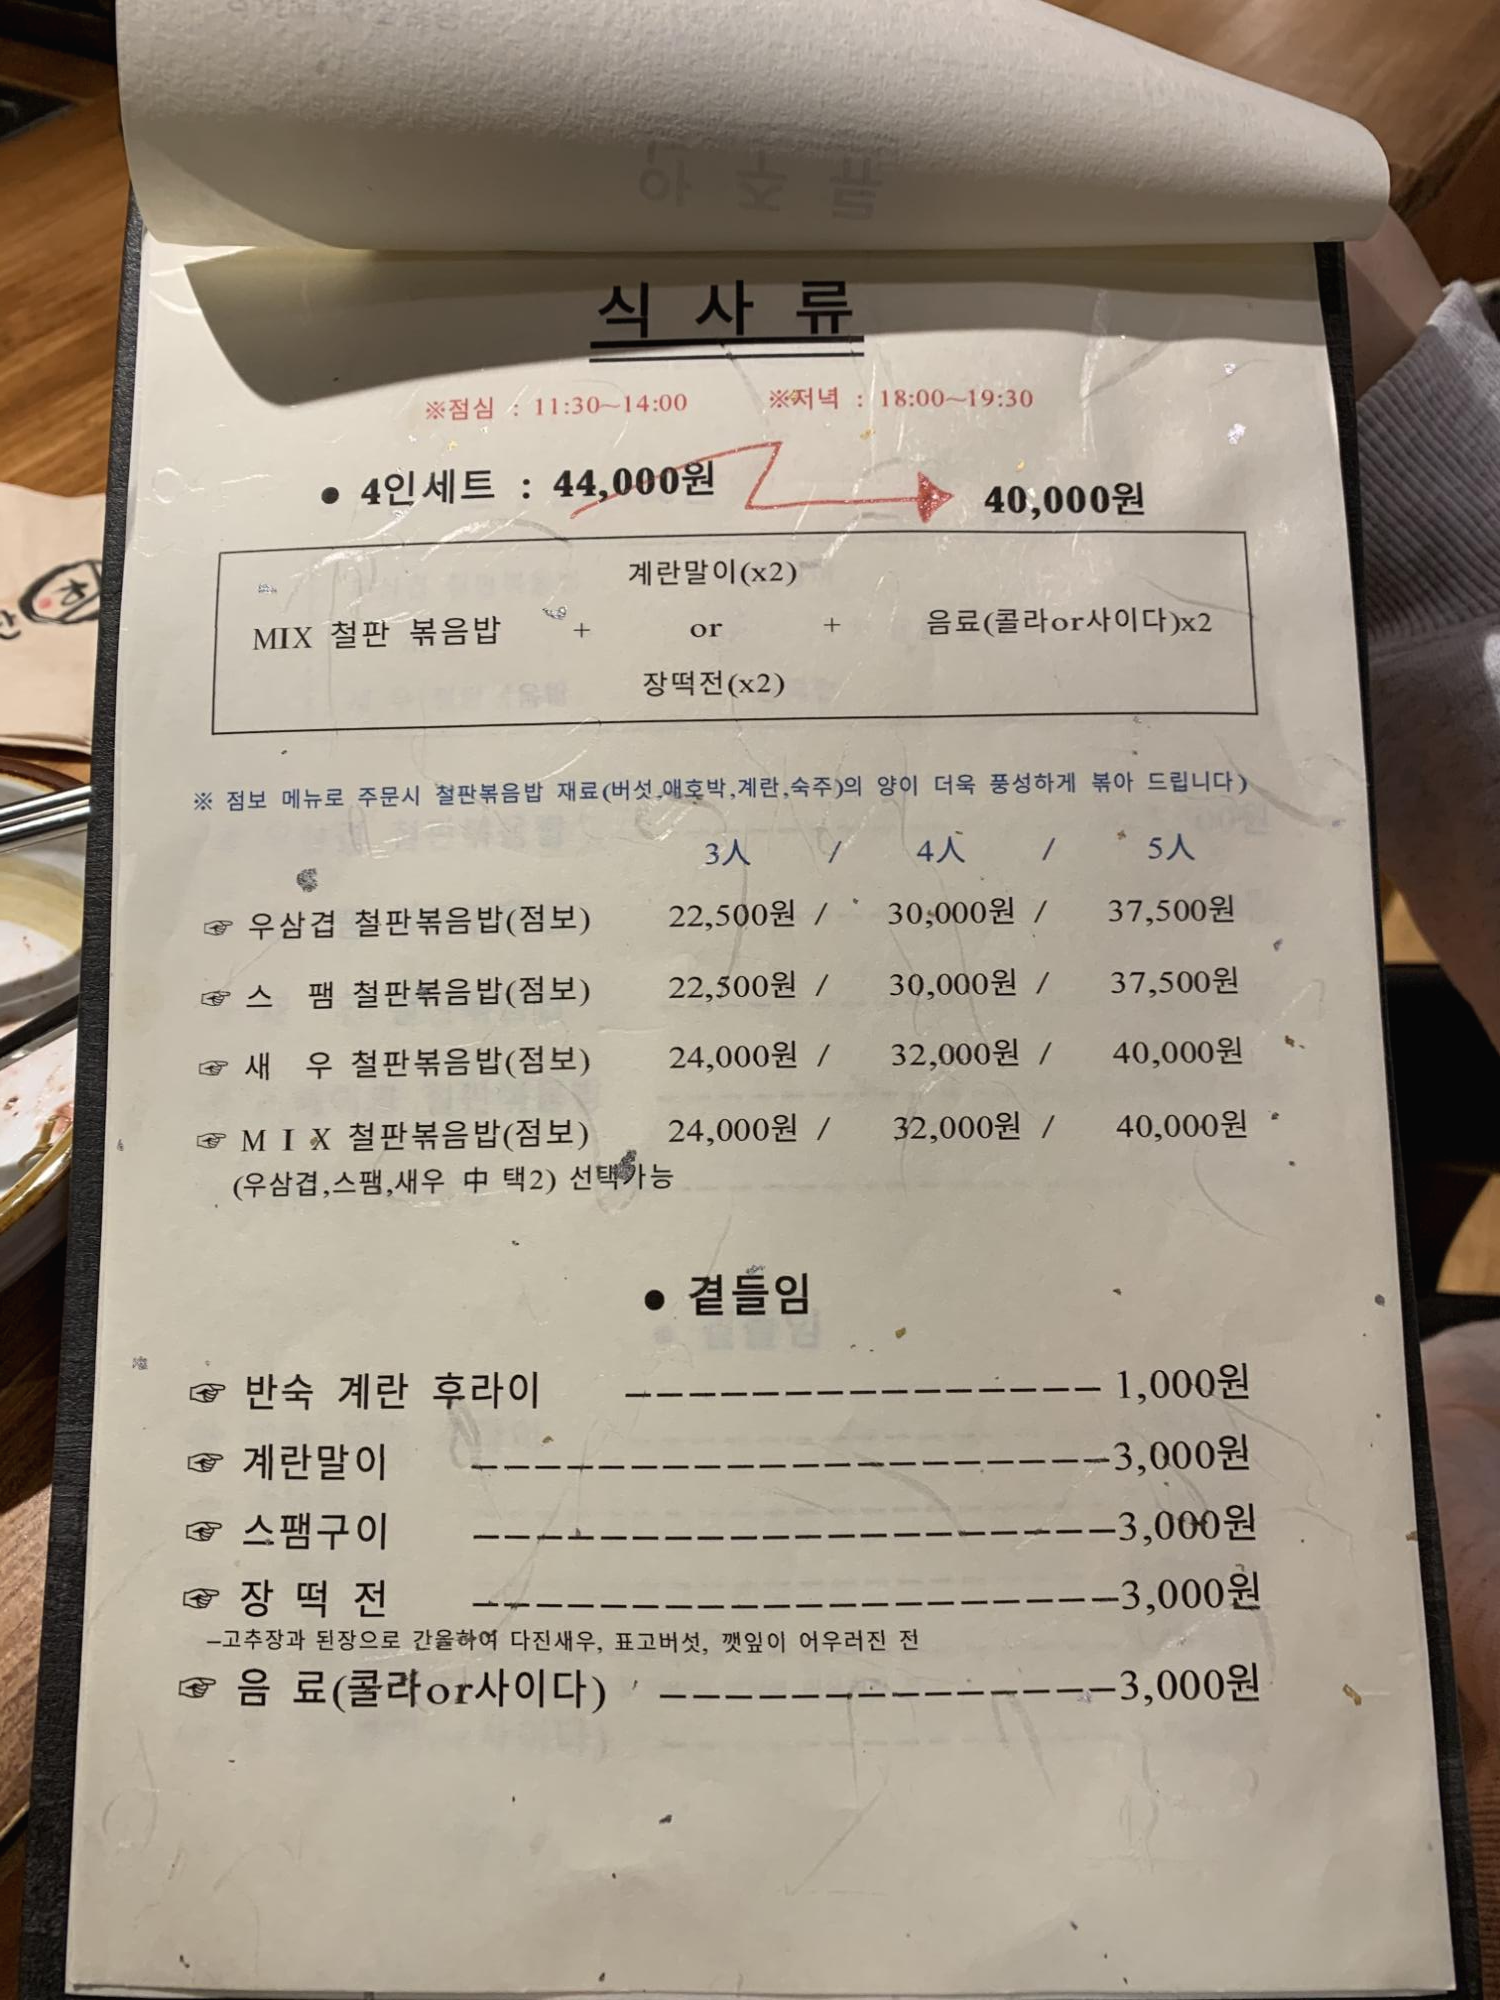 식 사 류
※점심 : 11:30~14:00 ※저녁 : 18:00~19:30
● 4인세트 : 44,000원 40,000원
계란말이(x2)
MIX 철판 볶음밥 + or + 음료(콜라or사이다)x2
장떡전(x2)
※ 점보 메뉴로 주문시 철판볶음밥 재료(버섯,애호박,계란,숙주)의 양이 더욱 풍성하게 볶아 드립니다)
3人 / 4人 / 5人
☞ 우삼겹 철판볶음밥(점보) 22,500원 / 30,000원 / 37,500원
☞ 스 팸 철판볶음밥(점보) 22,500원 / 30,000원 / 37,500원
☞ 새 우 철판볶음밥(점보) 24,000원 / 32,000원 / 40,000원
☞ M I X 철판볶음밥(점보) 24,000원 / 32,000원 / 40,000원
(우삼겹,스팸,새우 中 택2) 선택가능
● 곁들임
☞ 반숙 계란 후라이 --------------- 1,000원
☞ 계란말이 --------------------3,000원
☞ 스팸구이 --------------------3,000원
☞ 장 떡 전 --------------------3,000원
-고추장과 된장으로 간을하여 다진새우, 표고버섯, 깻잎이 어우러진 전
☞ 음 료(콜라or사이다) --------------3,000원